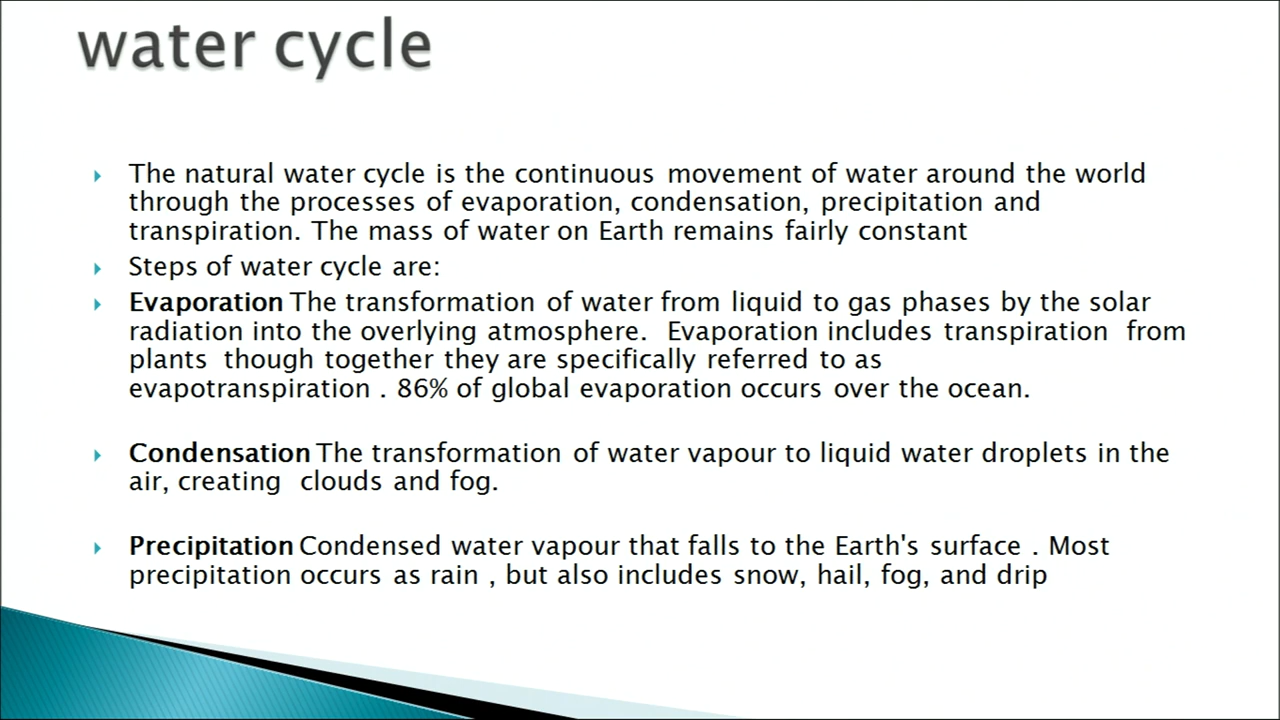 water cycle
The natural water cycle is the continuous movement of water around the world
through the processes of evaporation, condensation, precipitation and
transpiration. The mass of water on Earth remains fairly constant
Steps of water cycle are:
Evaporation The transformation of water from liquid to gas phases by the solar
radiation into the overlying atmosphere. Evaporation includes transpiration from
plants though together they are specifically referred to as
evapotranspiration . 86% of global evaporation occurs over the ocean.
Condensation The transformation of water vapour to liquid water droplets in the
air, creating clouds and fog.
Precipitation Condensed water vapour that falls to the Earth's surface . Most
precipitation occurs as rain , but also includes snow, hail, fog, and drip